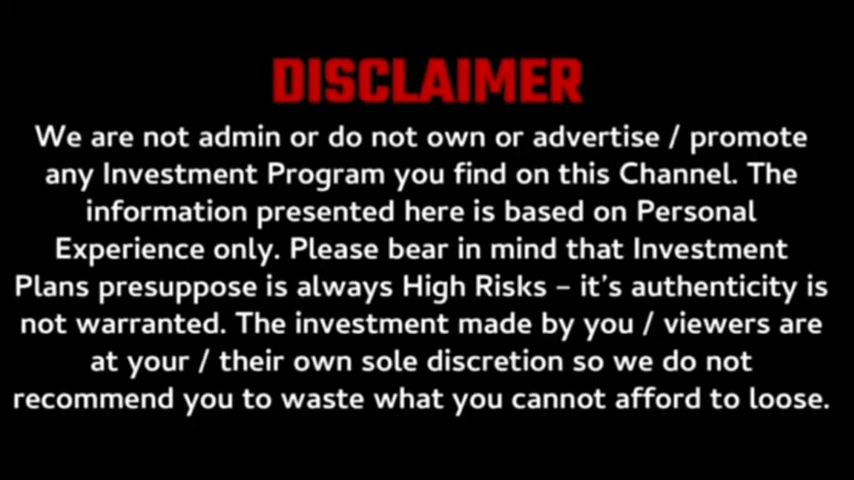 DISCLAIMER
We are not admin or do not own or advertise / promote
any Investment Program you find on this Channel. The
information presented here is based on Personal
Experience only. Please bear in mind that Investment
Plans presuppose is always High Risks – it's authenticity is
not warranted. The investment made by you / viewers are
at your / their own sole discretion so we do not
recommend you to waste what you cannot afford to loose.